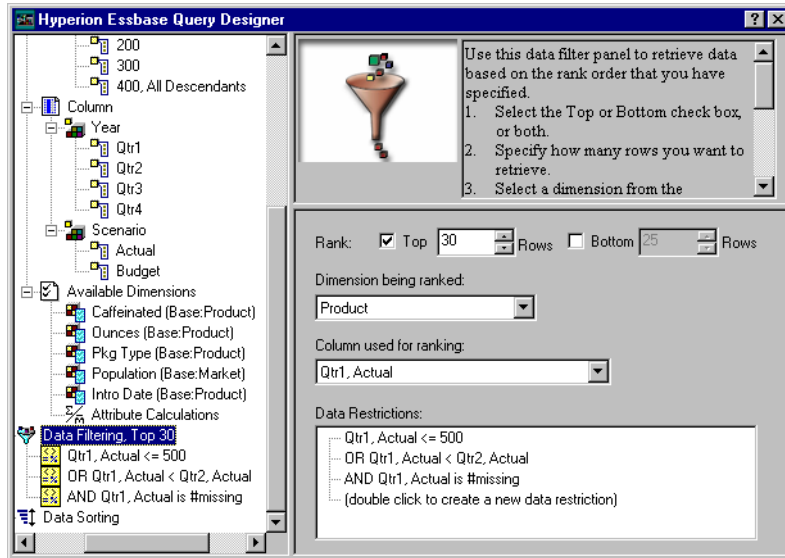 Hyperion Essbase Query Designer
200
300
400, All Descendants
Column
Year
Qtr1
Qtr2
Qtr3
Qtr4
Scenario
Actual
Budget
Available Dimensions
Caffeinated (Base:Product)
Ounces (Base:Product)
Pkg Type (Base:Product)
Population (Base:Market)
Intro Date (Base:Product)
Attribute Calculations
Data Filtering, Top 30
Qtr1, Actual <= 500
OR Qtr1, Actual < Qtr2, Actual
AND Qtr1, Actual is #missing
Data Sorting
Use this data filter panel to retrieve data
based on the rank order that you have
specified.
1. Select the Top or Bottom check box,
or both.
2. Specify how many rows you want to
retrieve.
3. Select a dimension from the
Rank: Top 30 Rows Bottom 25 Rows
Dimension being ranked:
Product
Column used for ranking:
Qtr1, Actual
Data Restrictions:
Qtr1, Actual <= 500
OR Qtr1, Actual < Qtr2, Actual
AND Qtr1, Actual is #missing
(double click to create a new data restriction)